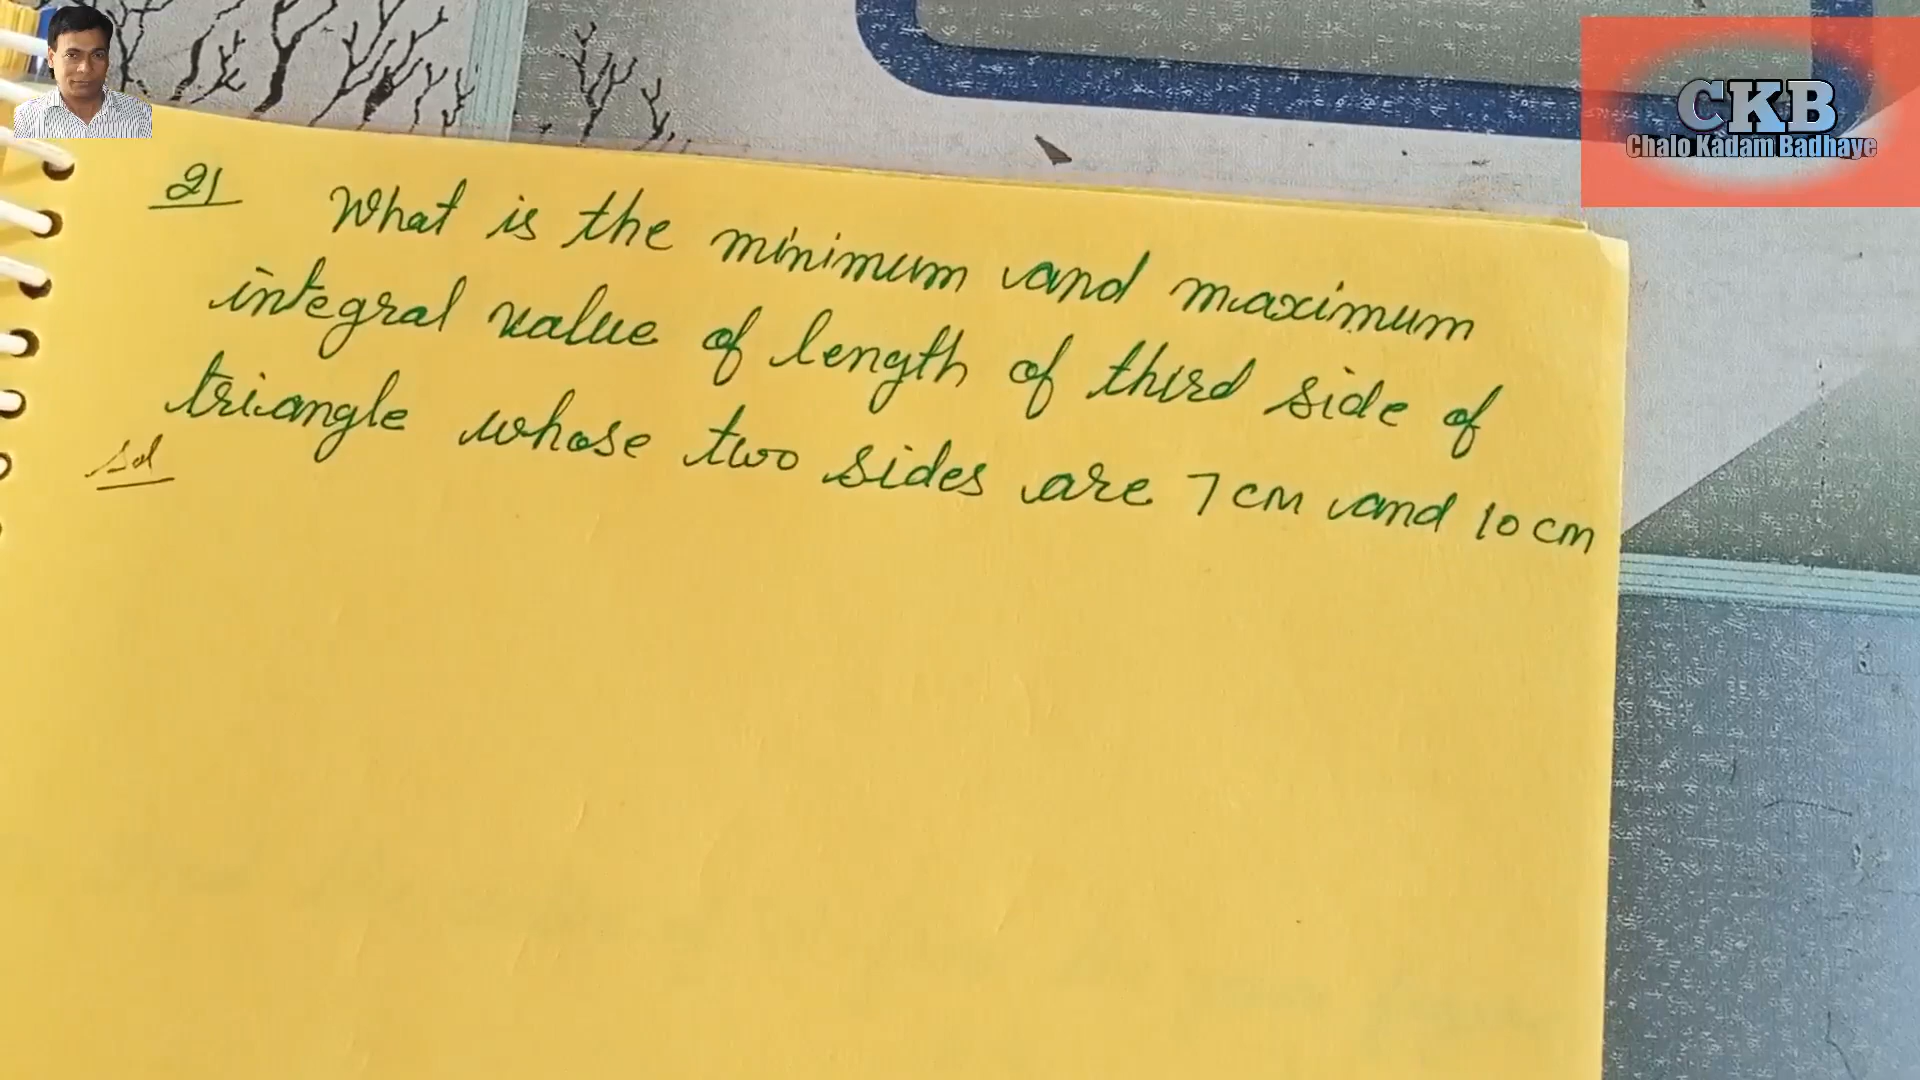 CKB
Chalo Kadam Badhaye
21 What is the minimum and maximum
integral value of length of third side of
triangle whose two sides are 7 cm and 10 cm
Sol